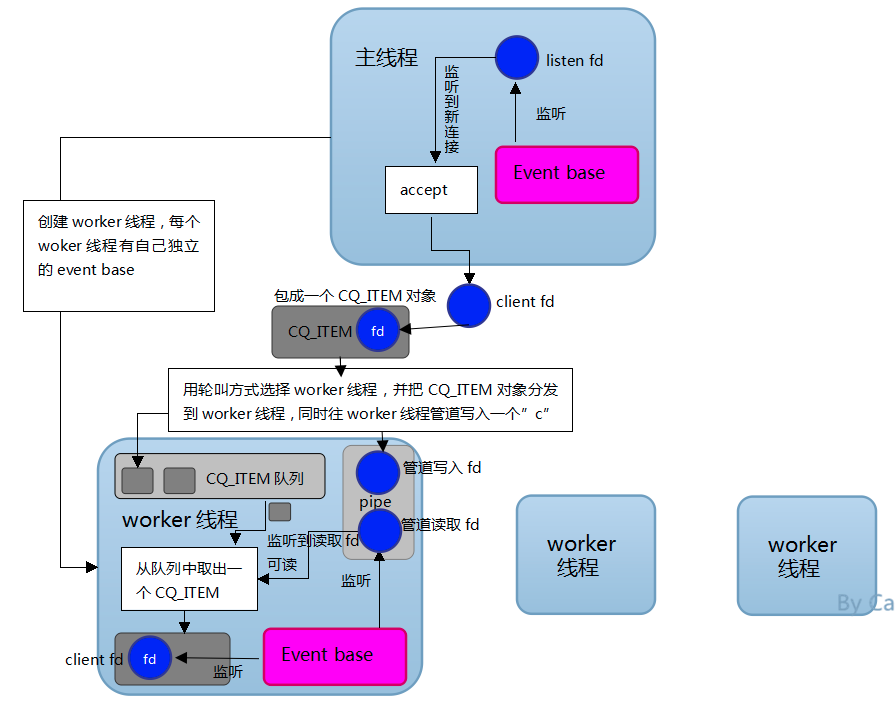 主线程
listen fd
监听到新连接
监听
Event base
accept
创建 worker 线程，每个
woker 线程有自己独立
的 event base
包成一个 CQ_ITEM 对象
client fd
CQ_ITEM
fd
用轮叫方式选择 worker 线程，并把 CQ_ITEM 对象分发
到 worker 线程，同时往 worker 线程管道写入一个”c”
CQ_ITEM 队列
管道写入 fd
pipe
worker 线程
管道读取 fd
监听到读取 fd
可读
从队列中取出一
个 CQ_ITEM
监听
client fd
fd
监听
Event base
worker
线程
worker
线程
By Ca